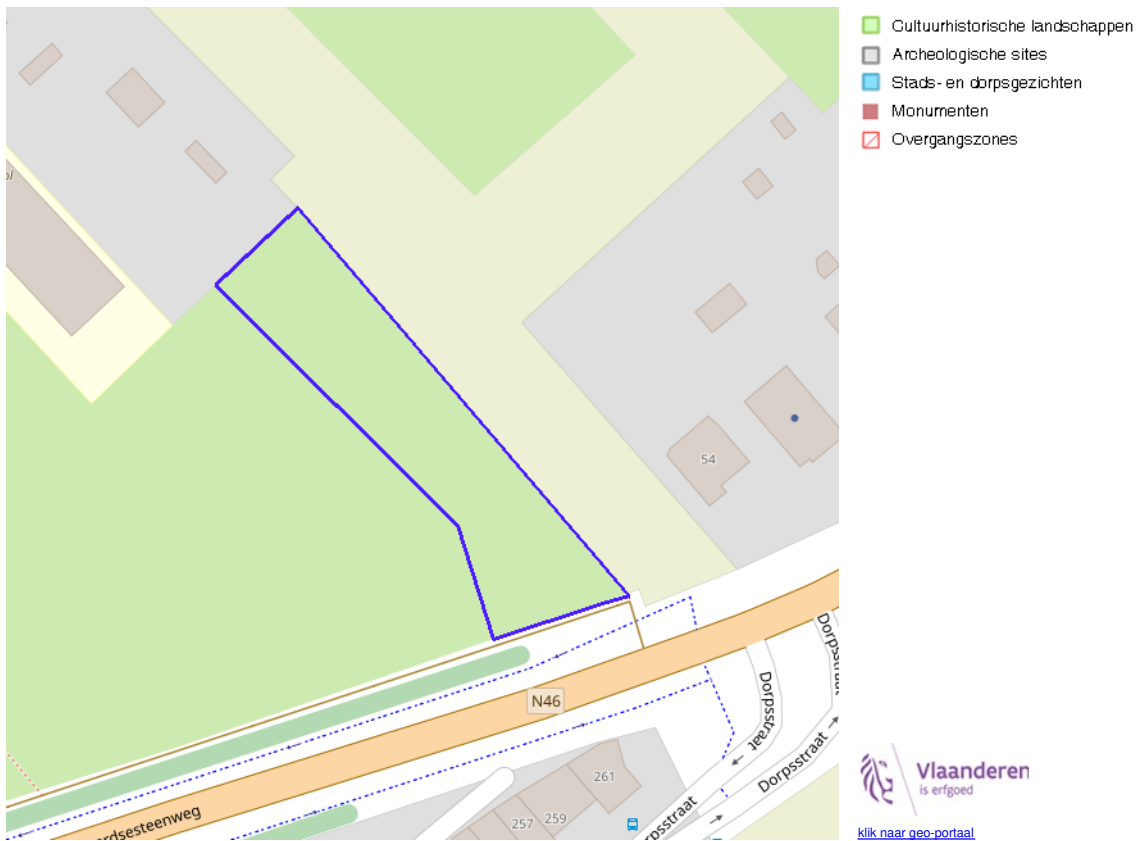 Cultuurhistorische landschappen
Archeologische sites
Stads- en dorpsgezichten
Monumenten
Overgangszones
54
N46
Dorpsstraat
Dorpsstraat
261
259
257
Vlaanderen
is erfgoed
klik naar geo-portaal